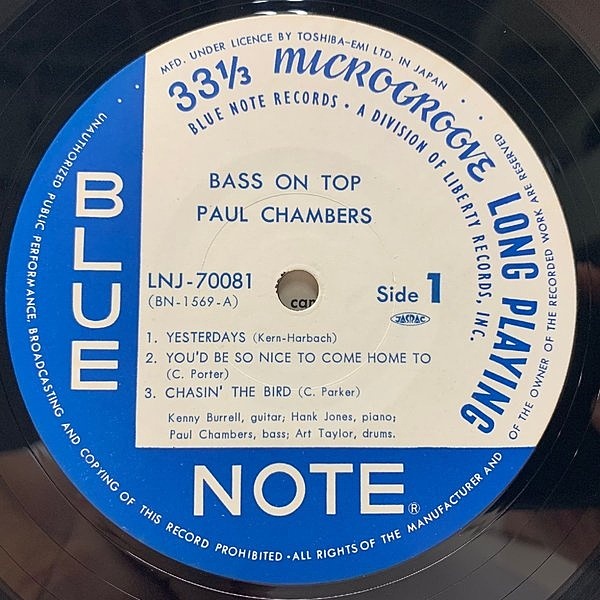 MFD. UNDER LICENCE BY TOSHIBA-EMI LTD. IN JAPAN
33⅓ MICROGROOVE LONG PLAYING
BLUE NOTE RECORDS • A DIVISION OF LIBERTY RECORDS, INC.
BASS ON TOP
PAUL CHAMBERS
LNJ-70081
(BN-1569-A)
Side 1
JASRAC
1. YESTERDAYS (Kern-Harbach)
2. YOU'D BE SO NICE TO COME HOME TO
(C. Porter)
3. CHASIN' THE BIRD (C. Parker)
Kenny Burrell, guitar; Hank Jones, piano;
Paul Chambers, bass; Art Taylor, drums.
BLUE
NOTE®
UNAUTHORIZED PUBLIC PERFORMANCE, BROADCASTING AND COPYING OF THIS RECORD PROHIBITED • ALL RIGHTS OF THE MANUFACTURER AND OF THE OWNER OF THE RECORDED WORK ARE RESERVED